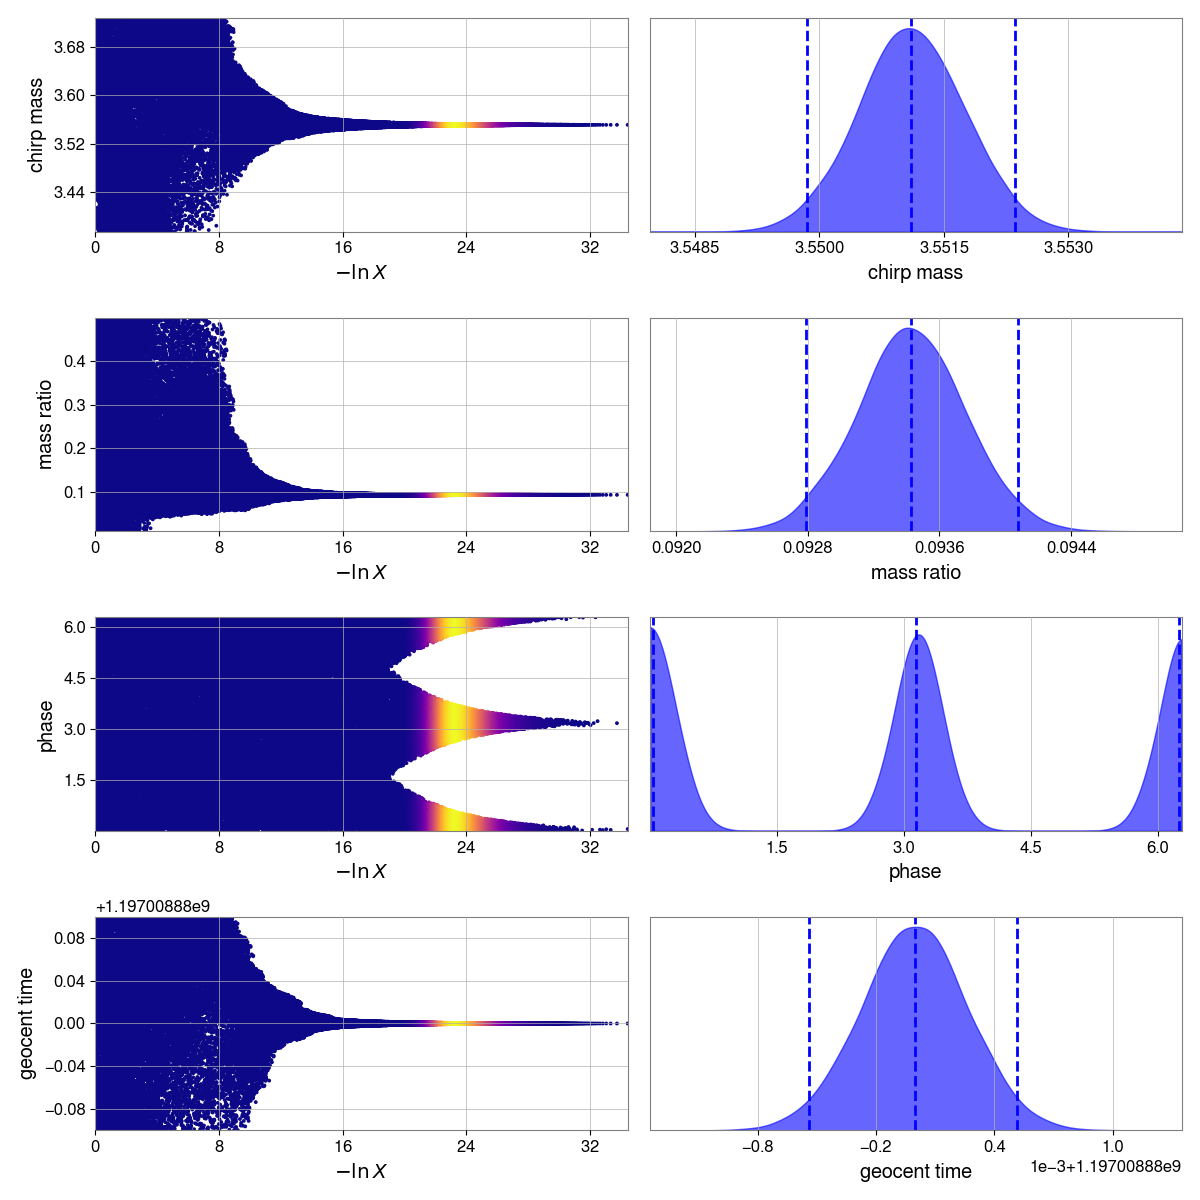 3.68
3.60
3.52
3.44
chirp mass
0 8 16 24 32
−ln X
3.5485 3.5500 3.5515 3.5530
chirp mass
0.4
0.3
0.2
0.1
mass ratio
0 8 16 24 32
−ln X
0.0920 0.0928 0.0936 0.0944
mass ratio
6.0
4.5
3.0
1.5
phase
0 8 16 24 32
−ln X
1.5 3.0 4.5 6.0
phase
+1.19700888e9
0.08
0.04
0.00
−0.04
−0.08
geocent time
0 8 16 24 32
−ln X
−0.8 −0.2 0.4 1.0
1e−3+1.19700888e9
geocent time